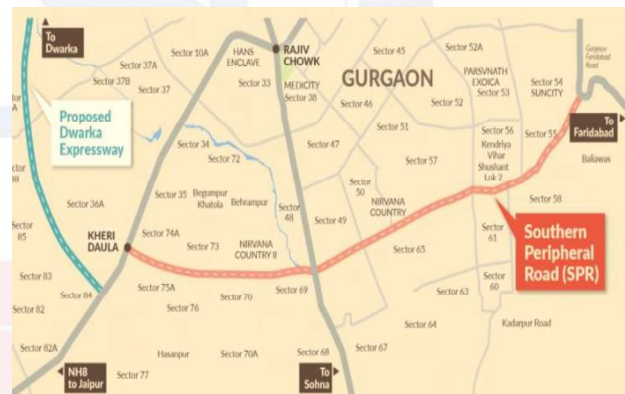 To
Dwarka
Sector 37A
Sector 37B
Sector 37
Sector 10A
HANS
ENCLAVE
Sector 33
RAJIV
CHOWK
MEDICITY
Sector 38
Sector 45
GURGAON
Sector 46
Sector 52A
PARSVNATH
EXOICA
Sector 53
Sector 52
Sector 54
SUNCITY
Gurgaon
Faridabad
Road
To
Faridabad
Proposed
Dwarka
Expressway
Sector 34
Sector 72
Sector 47
Sector 51
Sector 57
Sector 56
Kendriya
Vihar
Shushant
Lok 2
Sector 55
Baliawas
Sector 36A
Sector 35
Begumpur
Khatola
Behrampur
Sector
48
Sector
50
Sector 49
NIRVANA
COUNTRY
Sector 58
KHERI
DAULA
Sector 74A
Sector 73
NIRVANA
COUNTRY II
Sector 65
Sector
61
Southern
Peripheral
Road (SPR)
85
Sector 83
Sector 84
Sector 75A
Sector 76
Sector 70
Sector 69
Sector 63
Sector
60
Sector 82
Sector 64
Kadarpur Road
Sector 82A
Hasanpur
Sector 70A
Sector 68
Sector 67
NH8
to Jaipur
Sector 77
To
Sohna